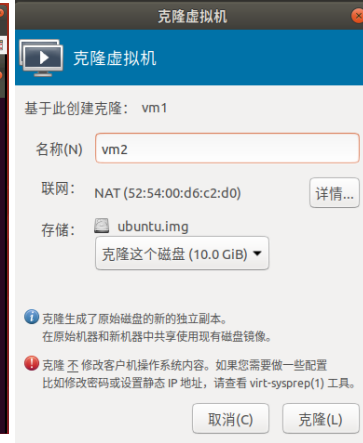 克隆虚拟机
克隆虚拟机
基于此创建克隆： vm1
名称(N) vm2
联网： NAT (52:54:00:d6:c2:d0) 详情...
存储： ubuntu.img
克隆这个磁盘 (10.0 GiB)
克隆生成了原始磁盘的新的独立副本。
在原始机器和新机器中共享使用现有磁盘镜像。
克隆 不 修改客户机操作系统内容。如果您需要做一些配置
比如修改密码或设置静态 IP 地址，请查看 virt-sysprep(1) 工具。
取消(C) 克隆(L)